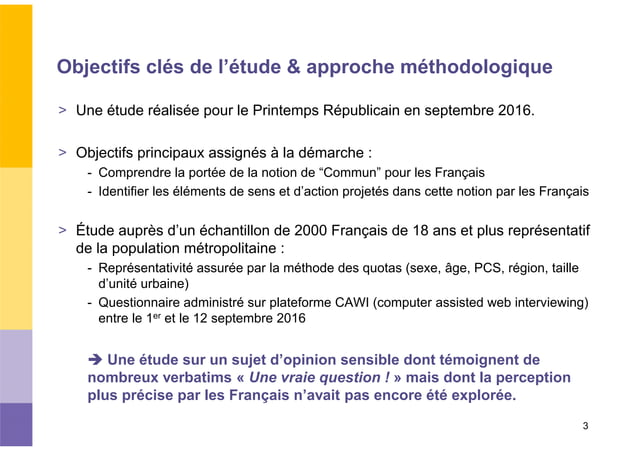 Objectifs clés de l’étude & approche méthodologique
> Une étude réalisée pour le Printemps Républicain en septembre 2016.
> Objectifs principaux assignés à la démarche :
- Comprendre la portée de la notion de “Commun” pour les Français
- Identifier les éléments de sens et d’action projetés dans cette notion par les Français
> Étude auprès d’un échantillon de 2000 Français de 18 ans et plus représentatif
de la population métropolitaine :
- Représentativité assurée par la méthode des quotas (sexe, âge, PCS, région, taille
d’unité urbaine)
- Questionnaire administré sur plateforme CAWI (computer assisted web interviewing)
entre le 1er et le 12 septembre 2016
➔ Une étude sur un sujet d’opinion sensible dont témoignent de
nombreux verbatims « Une vraie question ! » mais dont la perception
plus précise par les Français n’avait pas encore été explorée.
3